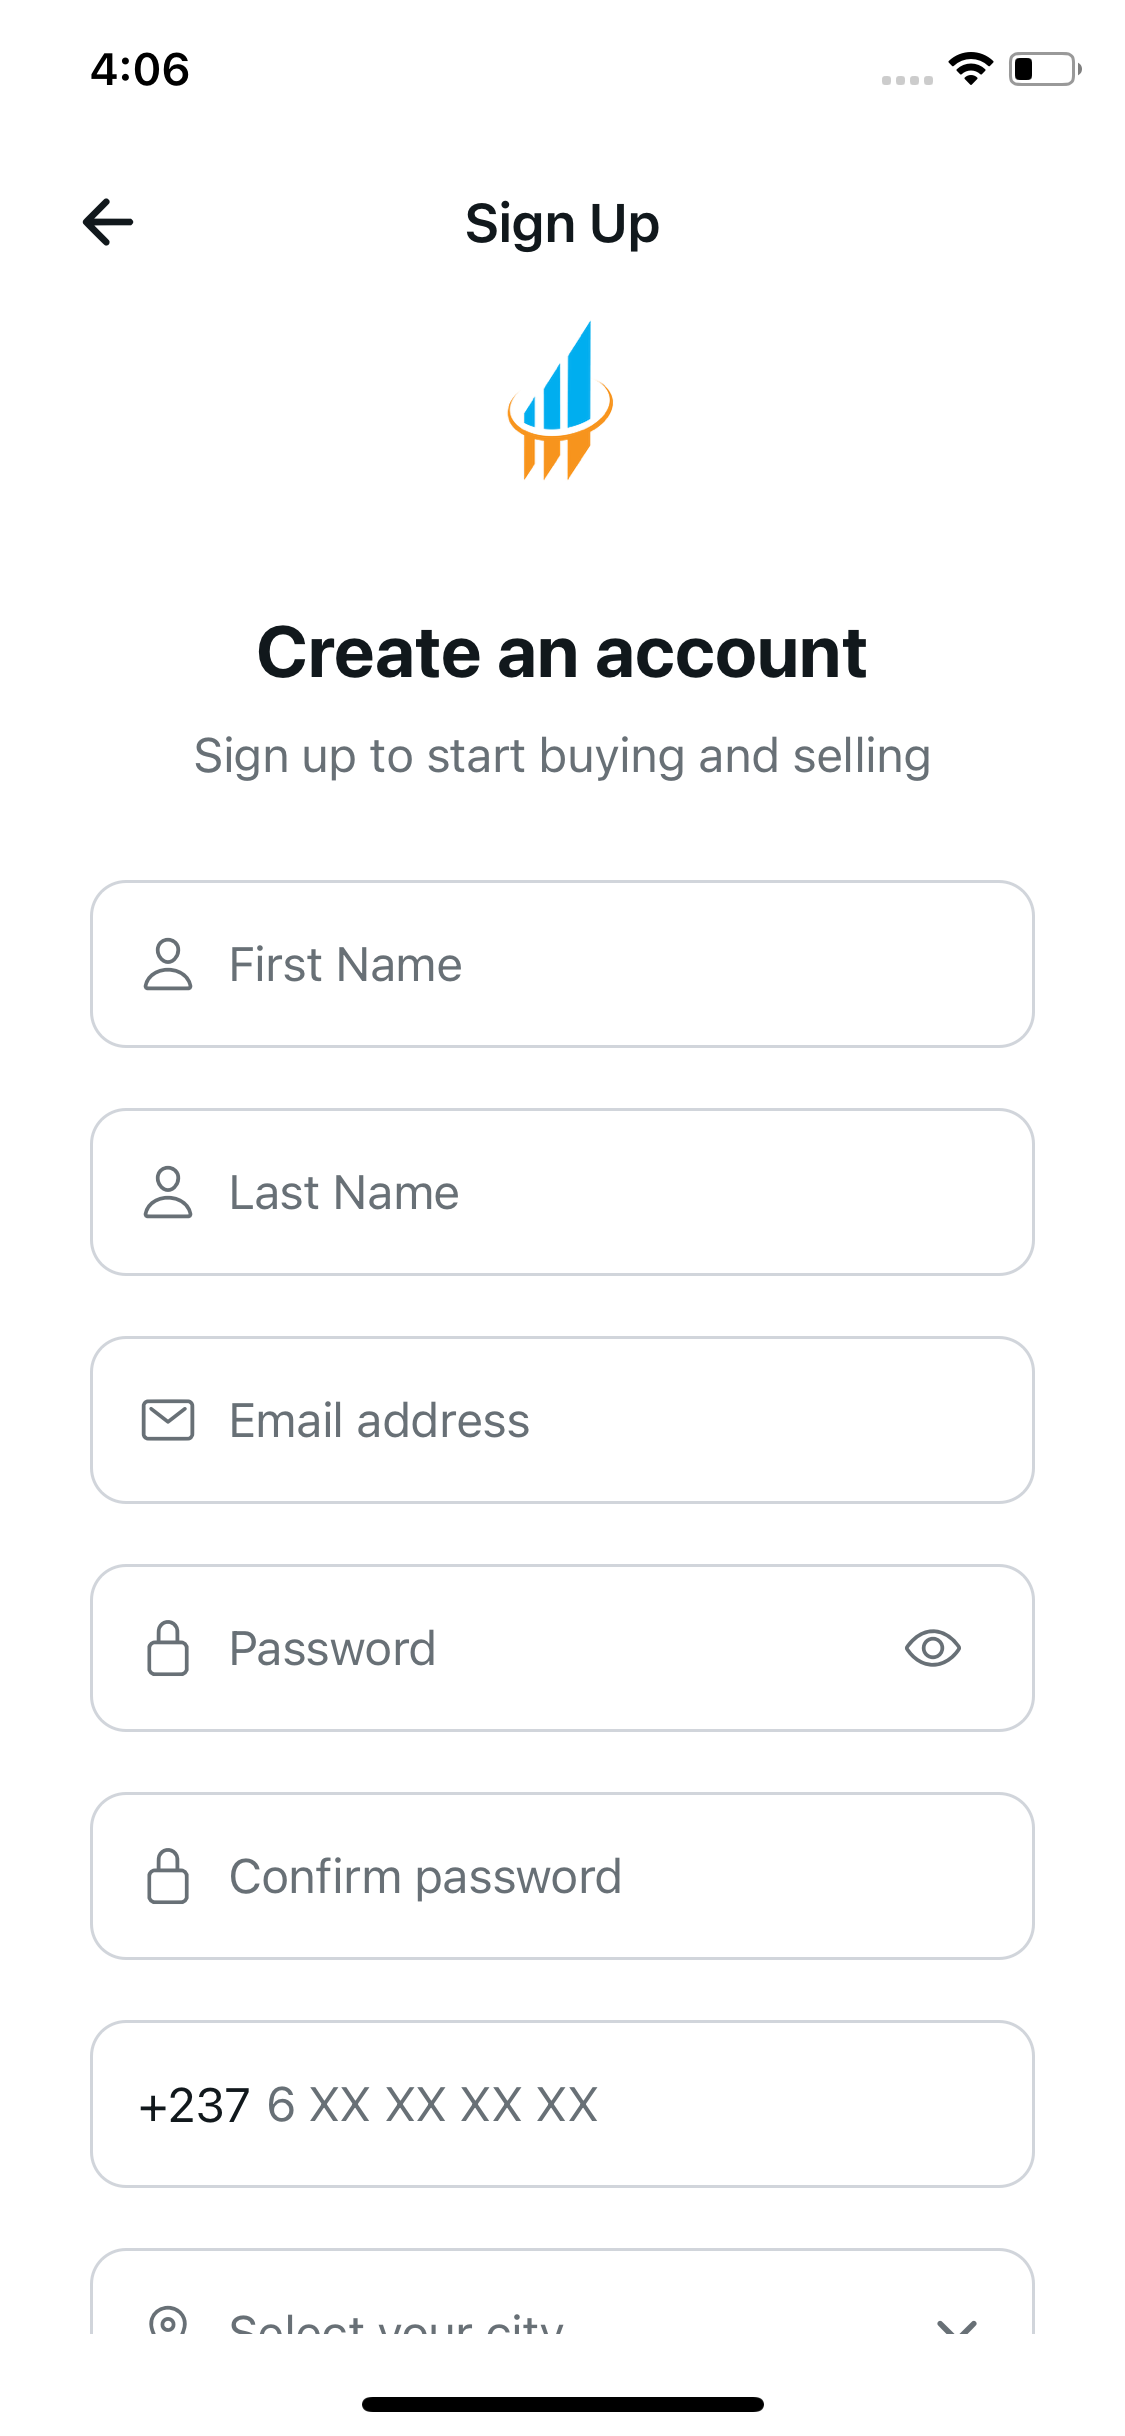 4:06
Sign Up
Create an account
Sign up to start buying and selling
First Name
Last Name
Email address
Password
Confirm password
+237 6 XX XX XX XX
Select your city